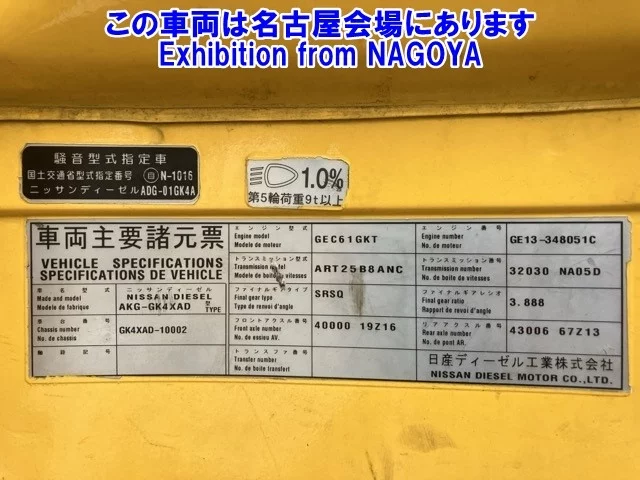 この車両は名古屋会場にあります
Exhibition from NAGOYA
騒音型式指定車
国土交通省型式指定番号 自 N-1016
ニッサンディーゼル ADG-01GK4A
1.0%
第5輪荷重9t以上
車両主要諸元票
VEHICLE SPECIFICATIONS
SPECIFICATIONS DE VEHICLE
車名型式
Make and model
Modele de fabrique
ニッサンディーゼル
NISSAN DIESEL
AKG-GK4XAD 型 TYPE
車台番号
Chassis number
No. de chassis
GK4XAD-10002
エンジン型式
Engine model
Modele de moteur
GEC61GKT
エンジン番号
Engine number
No. de moteur
GE13-348051C
トランスミッション型式
Transmission
Modele de boite de vitesses
ART25B8ANC
トランスミッション番号
Transmission number
No. de boite de vitesses
32030 NA05D
ファイナルギアタイプ
Final gear type
Type de renvoi d'angle
SRSQ
ファイナルギアレシオ
Final gear ratio
Rapport de renvoi d'angle
3.888
フロントアクスル番号
Front axle number
No. de essieu AV.
40000 19Z16
リアアクスル番号
Rear axle number
No. de pont AR.
43006 67Z13
トランスファ番号
Transfer number
No. de boite transfert
日産ディーゼル工業株式会社
NISSAN DIESEL MOTOR CO.,LTD.